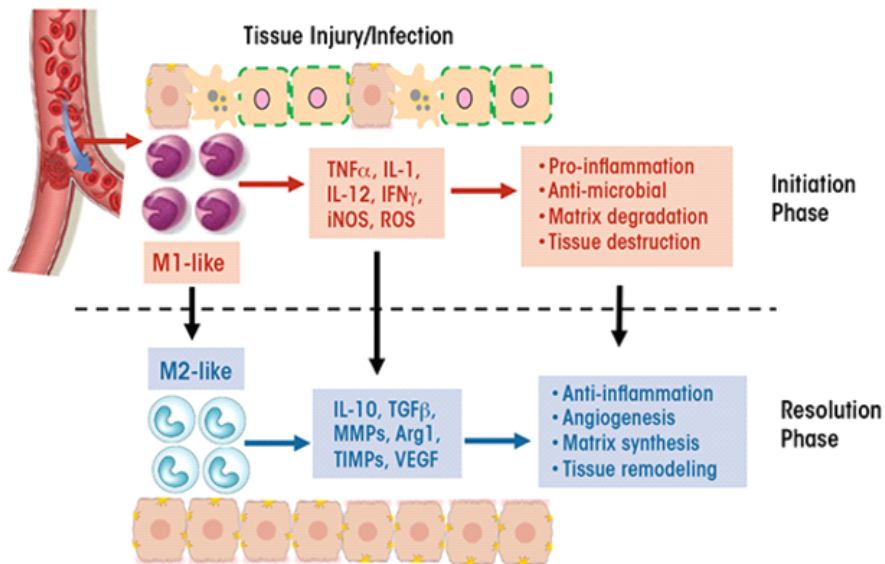 Tissue Injury/Infection
TNFα, IL-1,
IL-12, IFNγ,
iNOS, ROS
• Pro-inflammation
• Anti-microbial
• Matrix degradation
• Tissue destruction
Initiation
Phase
M1-like
M2-like
IL-10, TGFβ,
MMPs, Arg1,
TIMPs, VEGF
• Anti-inflammation
• Angiogenesis
• Matrix synthesis
• Tissue remodeling
Resolution
Phase